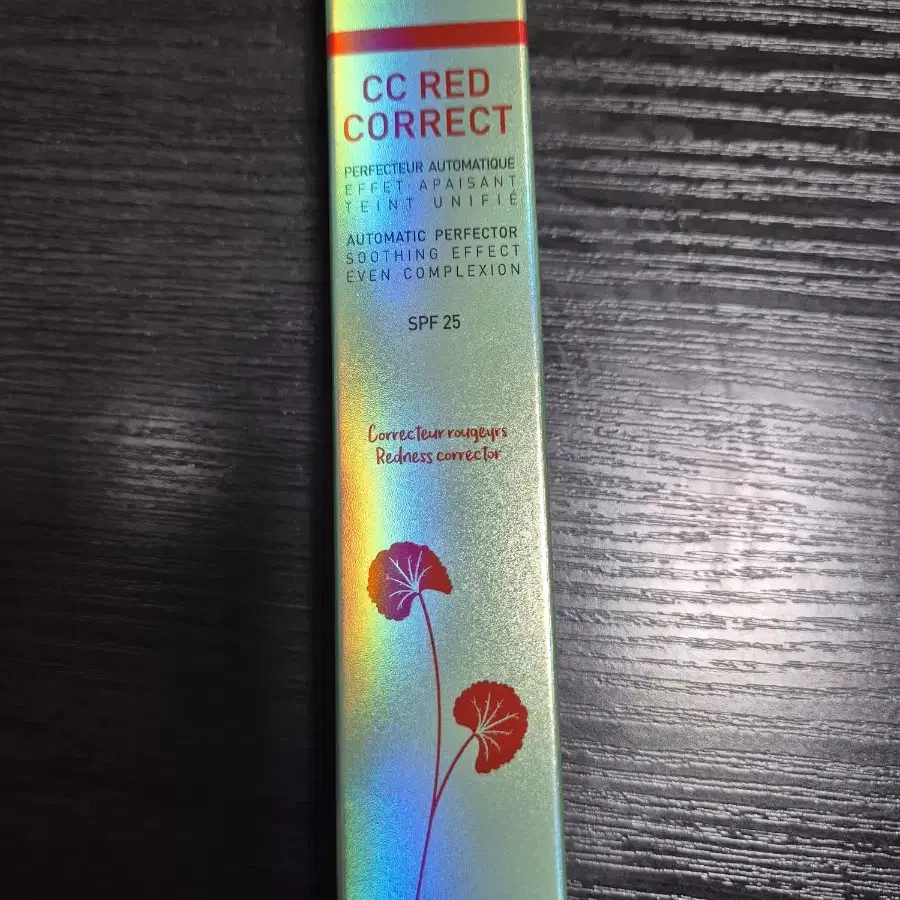 CC RED
CORRECT
PERFECTEUR AUTOMATIQUE
EFFET APAISANT
TEINT UNIFIÉ
AUTOMATIC PERFECTOR
SOOTHING EFFECT
EVEN COMPLEXION
SPF 25
Correcteur rougeurs
Redness corrector